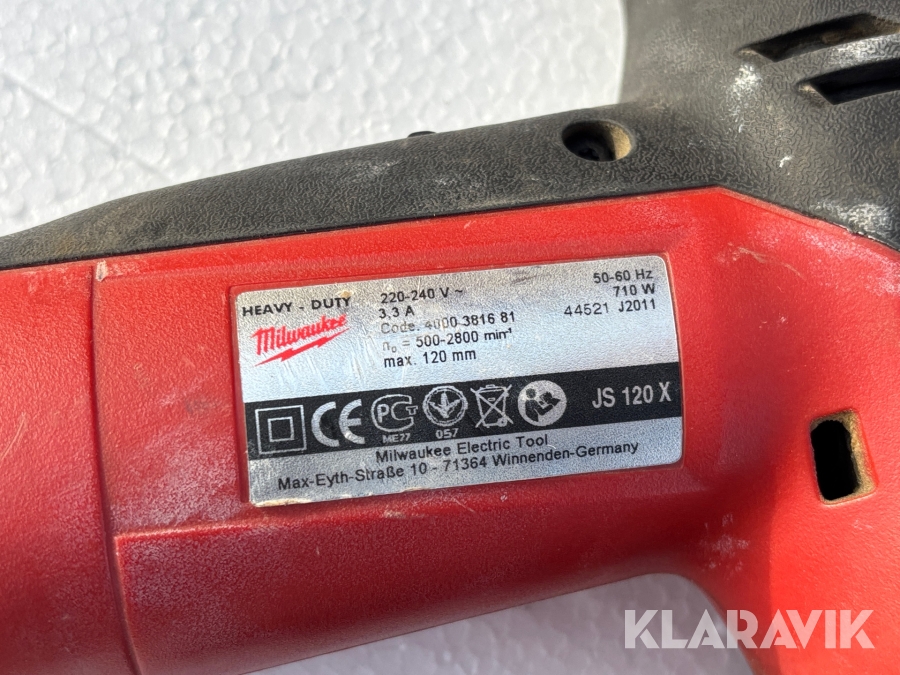 HEAVY - DUTY
Milwaukee
220-240 V ~
50-60 Hz
3,3 A
710 W
Code. 4000 3816 81
44521 J2011
n₀ = 500-2800 min⁻¹
max. 120 mm
CE
PCT
ME77
057
JS 120 X
Milwaukee Electric Tool
Max-Eyth-Straße 10 - 71364 Winnenden-Germany
KLARAVIK